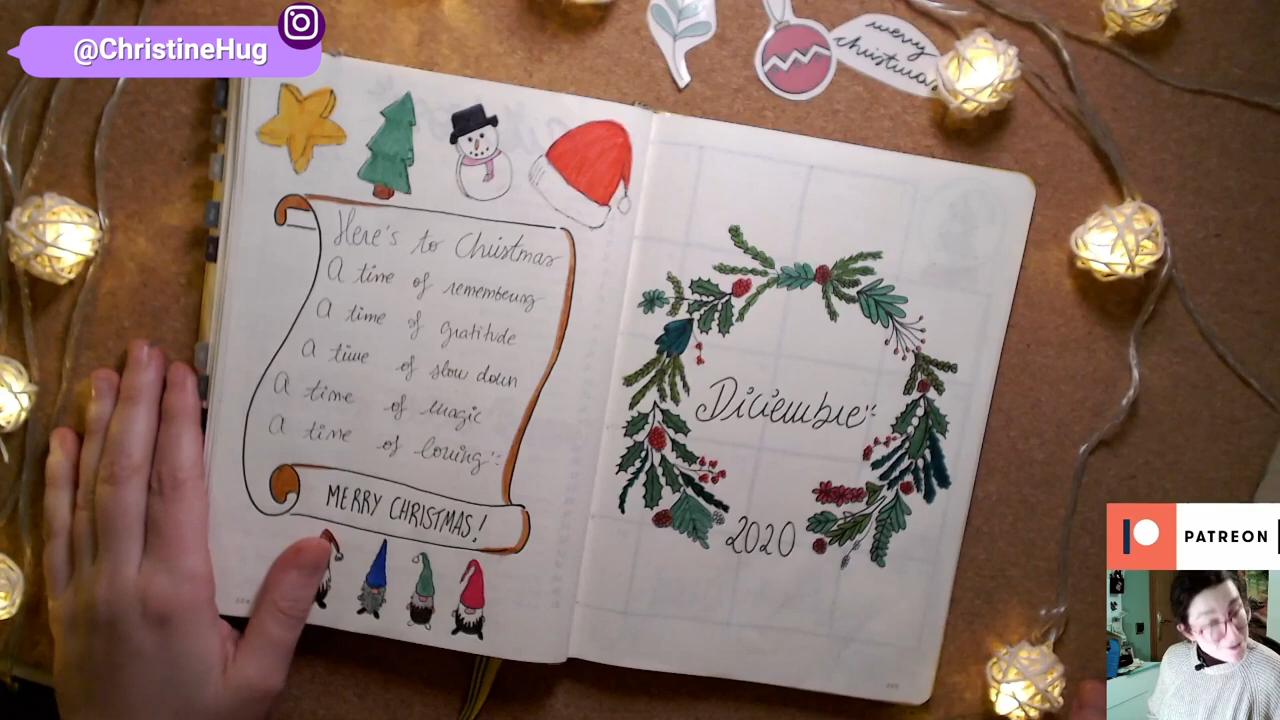 @ChristineHug
merry
christmas
Here's to Christmas
A time of remembering
A time of gratitude
A time of slow down
A time of magic
A time of loving
MERRY CHRISTMAS!
Diciembre
2020
PATREON